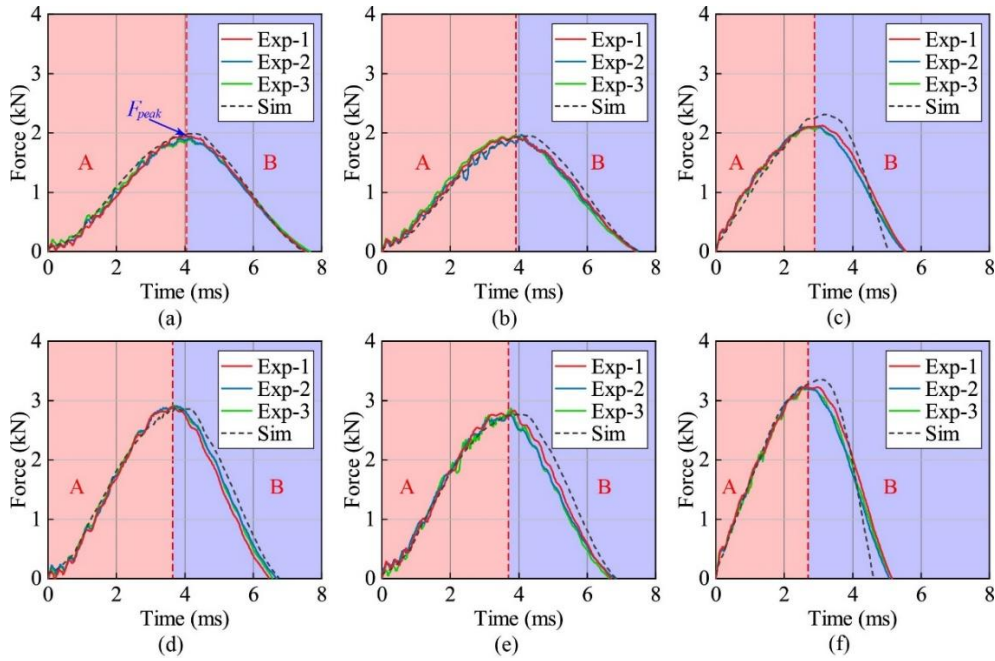 4
3
2
1
0
Force (kN)
0 2 4 6 8
Time (ms)
(a)
Exp-1
Exp-2
Exp-3
Sim
F_peak
A
B
4
3
2
1
0
Force (kN)
0 2 4 6 8
Time (ms)
(b)
Exp-1
Exp-2
Exp-3
Sim
A
B
4
3
2
1
0
Force (kN)
0 2 4 6 8
Time (ms)
(c)
Exp-1
Exp-2
Exp-3
Sim
A
B
4
3
2
1
0
Force (kN)
0 2 4 6 8
Time (ms)
(d)
Exp-1
Exp-2
Exp-3
Sim
A
B
4
3
2
1
0
Force (kN)
0 2 4 6 8
Time (ms)
(e)
Exp-1
Exp-2
Exp-3
Sim
A
B
4
3
2
1
0
Force (kN)
0 2 4 6 8
Time (ms)
(f)
Exp-1
Exp-2
Exp-3
Sim
A
B